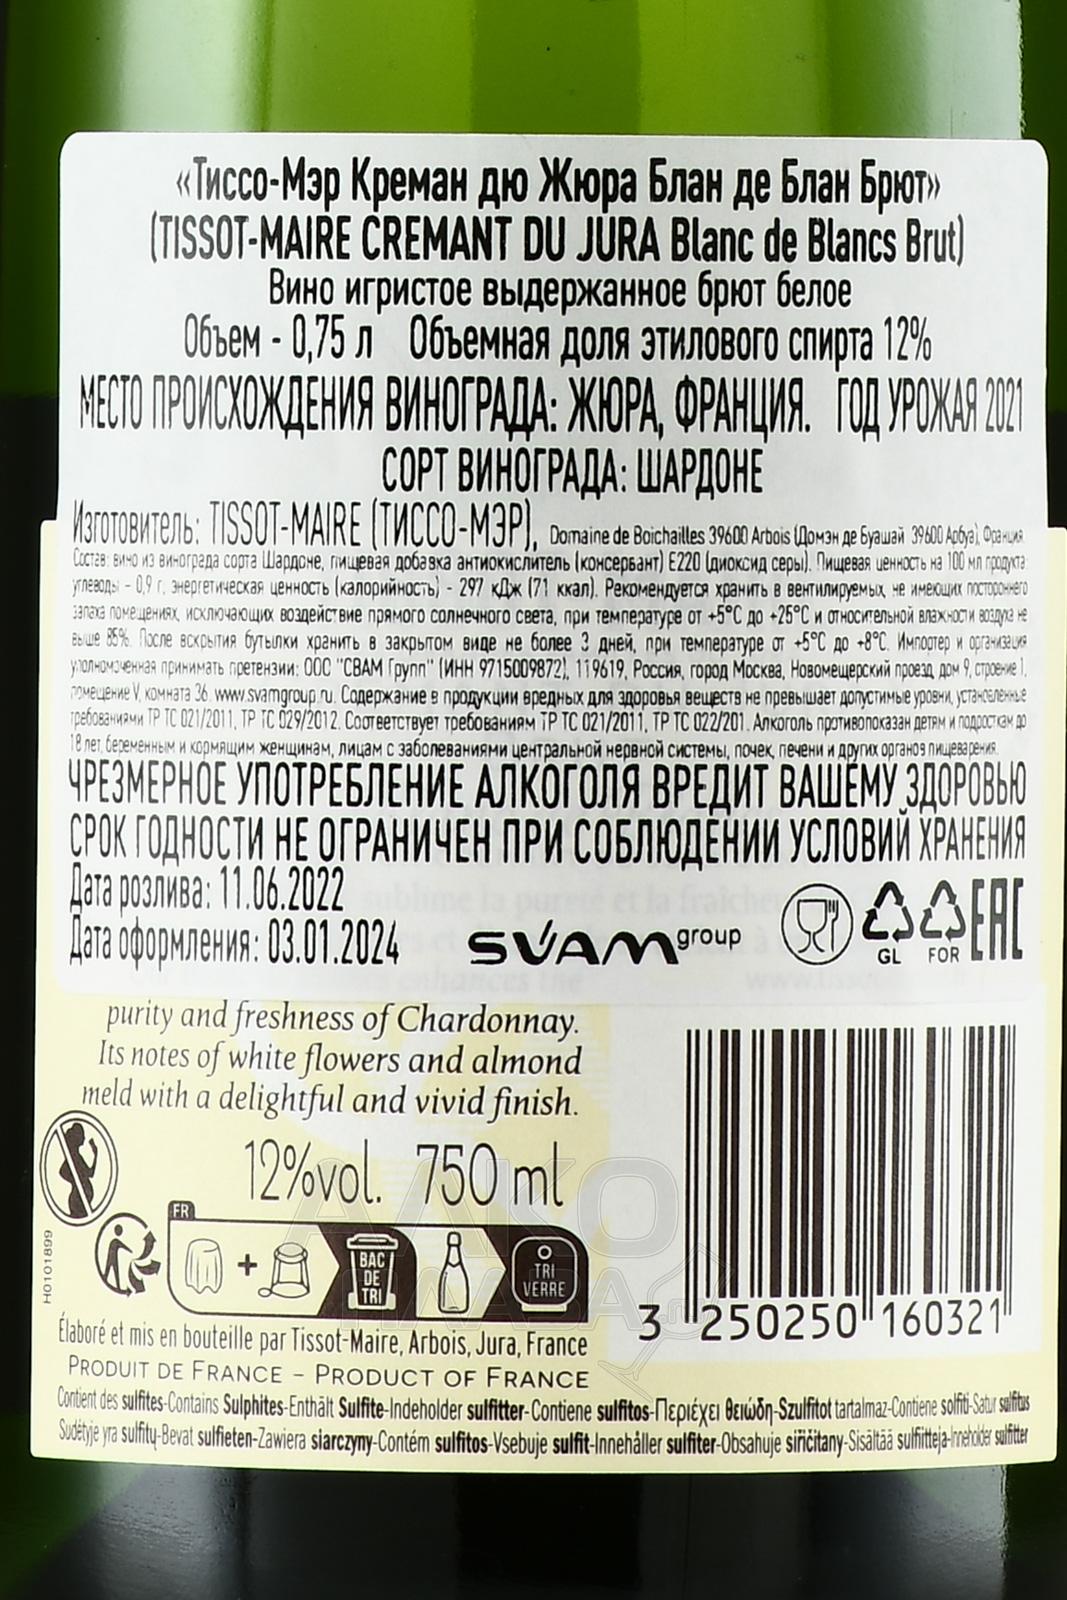 «Тиссо-Мэр Креман дю Жюра Блан де Блан Брют»
(TISSOT-MAIRE CREMANT DU JURA Blanc de Blancs Brut)
Вино игристое выдержанное брют белое
Объем - 0,75 л Объемная доля этилового спирта 12%
МЕСТО ПРОИСХОЖДЕНИЯ ВИНОГРАДА: ЖЮРА, ФРАНЦИЯ. ГОД УРОЖАЯ 2021
СОРТ ВИНОГРАДА: ШАРДОНЕ
Изготовитель: TISSOT-MAIRE (ТИССО-МЭР), Domaine de Boichailles 39600 Arbois (Домэн де Буашай 39600 Арбуа), Франция.
Состав: вино из винограда сорта Шардоне, пищевая добавка антиокислитель (консервант) Е220 (диоксид серы). Пищевая ценность на 100 мл продукта:
углеводы - 0,9 г, энергетическая ценность (калорийность) - 297 кДж (71 ккал). Рекомендуется хранить в вентилируемых, не имеющих постороннего
запаха помещениях, исключающих воздействие прямого солнечного света, при температуре от +5°C до +25°C и относительной влажности воздуха не
выше 85%. После вскрытия бутылки хранить в закрытом виде не более 3 дней, при температуре от +5°C до +8°C. Импортер и организация
уполномоченная принимать претензии: ООО "СВАМ Групп" (ИНН 9715009872), 119619, Россия, город Москва, Новомещерский проезд, дом 9, строение 1,
помещение V, комната 36. www.svamgroup.ru. Содержание в продукции вредных для здоровья веществ не превышает допустимые уровни, установленные
требованиями ТР ТС 021/2011, ТР ТС 029/2012. Соответствует требованиям ТР ТС 021/2011, ТР ТС 022/201. Алкоголь противопоказан детям и подросткам до
18 лет, беременным и кормящим женщинам, лицам с заболеваниями центральной нервной системы, почек, печени и других органов пищеварения.
ЧРЕЗМЕРНОЕ УПОТРЕБЛЕНИЕ АЛКОГОЛЯ ВРЕДИТ ВАШЕМУ ЗДОРОВЬЮ
СРОК ГОДНОСТИ НЕ ОГРАНИЧЕН ПРИ СОБЛЮДЕНИИ УСЛОВИЙ ХРАНЕНИЯ
Дата розлива: 11.06.2022
Дата оформления: 03.01.2024
SVAM group
GL FOR EAC
sublime la pureté et la fraîcheur
enhances the
purity and freshness of Chardonnay.
Its notes of white flowers and almond
meld with a delightful and vivid finish.
12%vol. 750 ml
FR
+
BAC
DE
TRI
TRI
VERRE
H0101899
3 250250 160321
Élaboré et mis en bouteille par Tissot-Maire, Arbois, Jura, France
PRODUIT DE FRANCE – PRODUCT OF FRANCE
Contient des sulfites-Contains Sulphites-Enthält Sulfite-Indeholder sulfitter-Contiene sulfitos-Περιέχει θειώδη-Szulfitot tartalmaz-Contiene solfiti-Satur sulfitus
Sudėtyje yra sulfitų-Bevat sulfieten-Zawiera siarczyny-Contém sulfitos-Vsebuje sulfit-Innehåller sulfiter-Obsahuje siřičitany-Sisältää sulfiitteja-Inneholder sulfitter